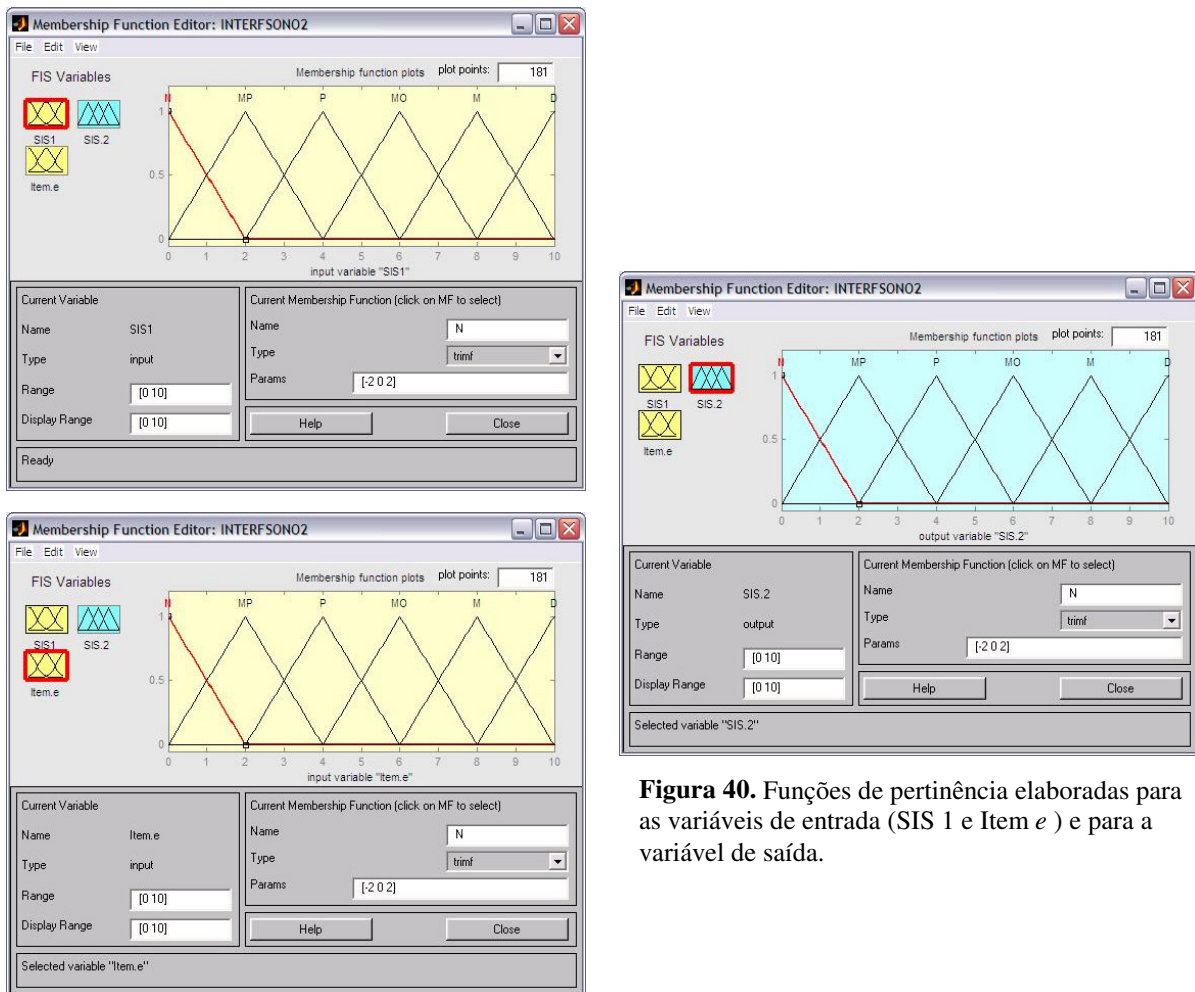 Membership Function Editor: INTERFSONO2
File Edit View
FIS Variables
Membership function plots plot points: 181
N MP P MO M D
1
SIS1 SIS.2
0.5
Item.e
0
0 1 2 3 4 5 6 7 8 9 10
input variable "SIS1"
Current Variable
Name SIS1
Type input
Range [0 10]
Display Range [0 10]
Current Membership Function (click on MF to select)
Name N
Type trimf
Params [-2 0 2]
Help Close
Ready
Membership Function Editor: INTERFSONO2
File Edit View
FIS Variables
Membership function plots plot points: 181
N MP P MO M D
1
SIS1 SIS.2
0.5
Item.e
0
0 1 2 3 4 5 6 7 8 9 10
input variable "Item.e"
Current Variable
Name Item.e
Type input
Range [0 10]
Display Range [0 10]
Current Membership Function (click on MF to select)
Name N
Type trimf
Params [-2 0 2]
Help Close
Selected variable "Item.e"
Membership Function Editor: INTERFSONO2
File Edit View
FIS Variables
Membership function plots plot points: 181
N MP P MO M D
1
SIS1 SIS.2
0.5
Item.e
0
0 1 2 3 4 5 6 7 8 9 10
output variable "SIS.2"
Current Variable
Name SIS.2
Type output
Range [0 10]
Display Range [0 10]
Current Membership Function (click on MF to select)
Name N
Type trimf
Params [-2 0 2]
Help Close
Selected variable "SIS.2"
Figura 40. Funções de pertinência elaboradas para
as variáveis de entrada (SIS 1 e Item e ) e para a
variável de saída.